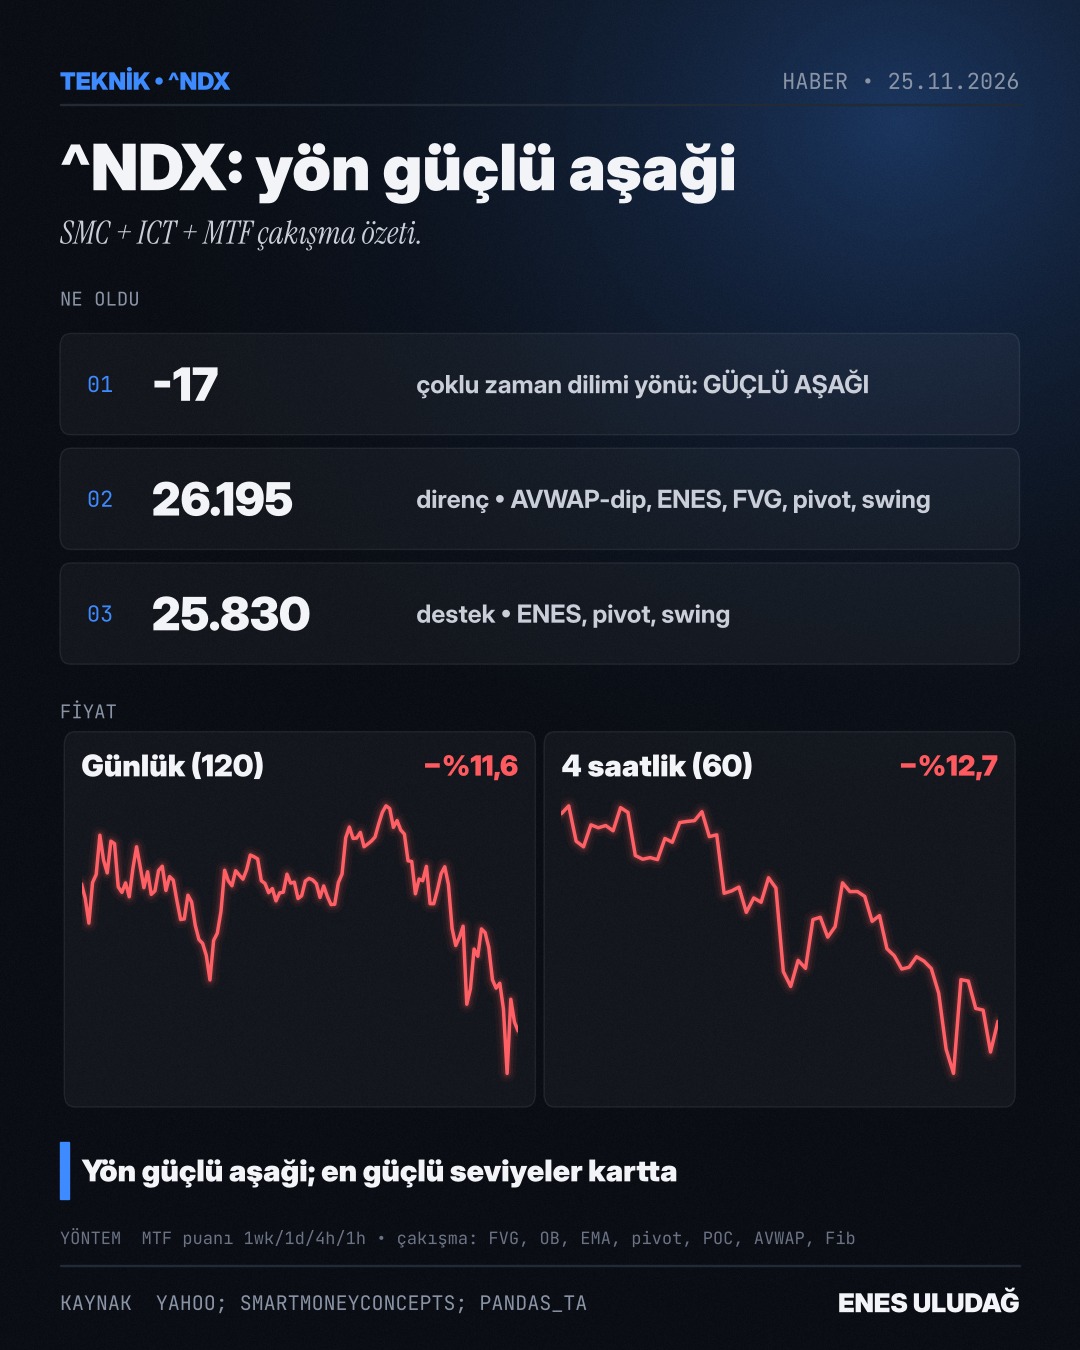 TEKNİK • ^NDX
HABER • 25.11.2026
^NDX: yön güçlü aşaği
SMC + ICT + MTF çakışma özeti.
NE OLDU
01 -17 çoklu zaman dilimi yönü: GÜÇLÜ AŞAĞI
02 26.195 direnç • AVWAP-dip, ENES, FVG, pivot, swing
03 25.830 destek • ENES, pivot, swing
FİYAT
Günlük (120) −%11,6
4 saatlik (60) −%12,7
Yön güçlü aşaği; en güçlü seviyeler kartta
YÖNTEM MTF puanı 1wk/1d/4h/1h • çakışma: FVG, OB, EMA, pivot, POC, AVWAP, Fib
KAYNAK YAHOO; SMARTMONEYCONCEPTS; PANDAS_TA
ENES ULUDAĞ